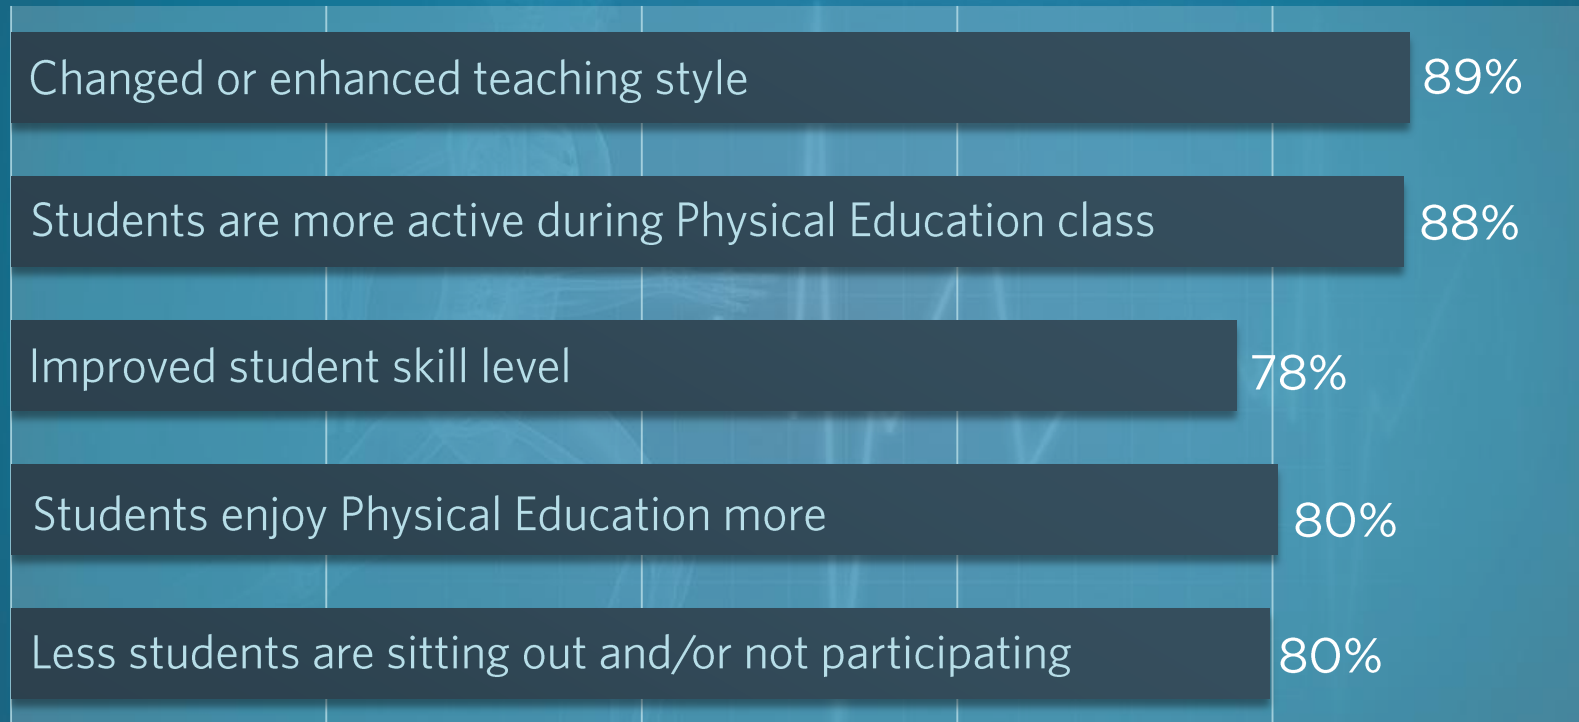 Changed or enhanced teaching style 89%
Students are more active during Physical Education class 88%
Improved student skill level 78%
Students enjoy Physical Education more 80%
Less students are sitting out and/or not participating 80%